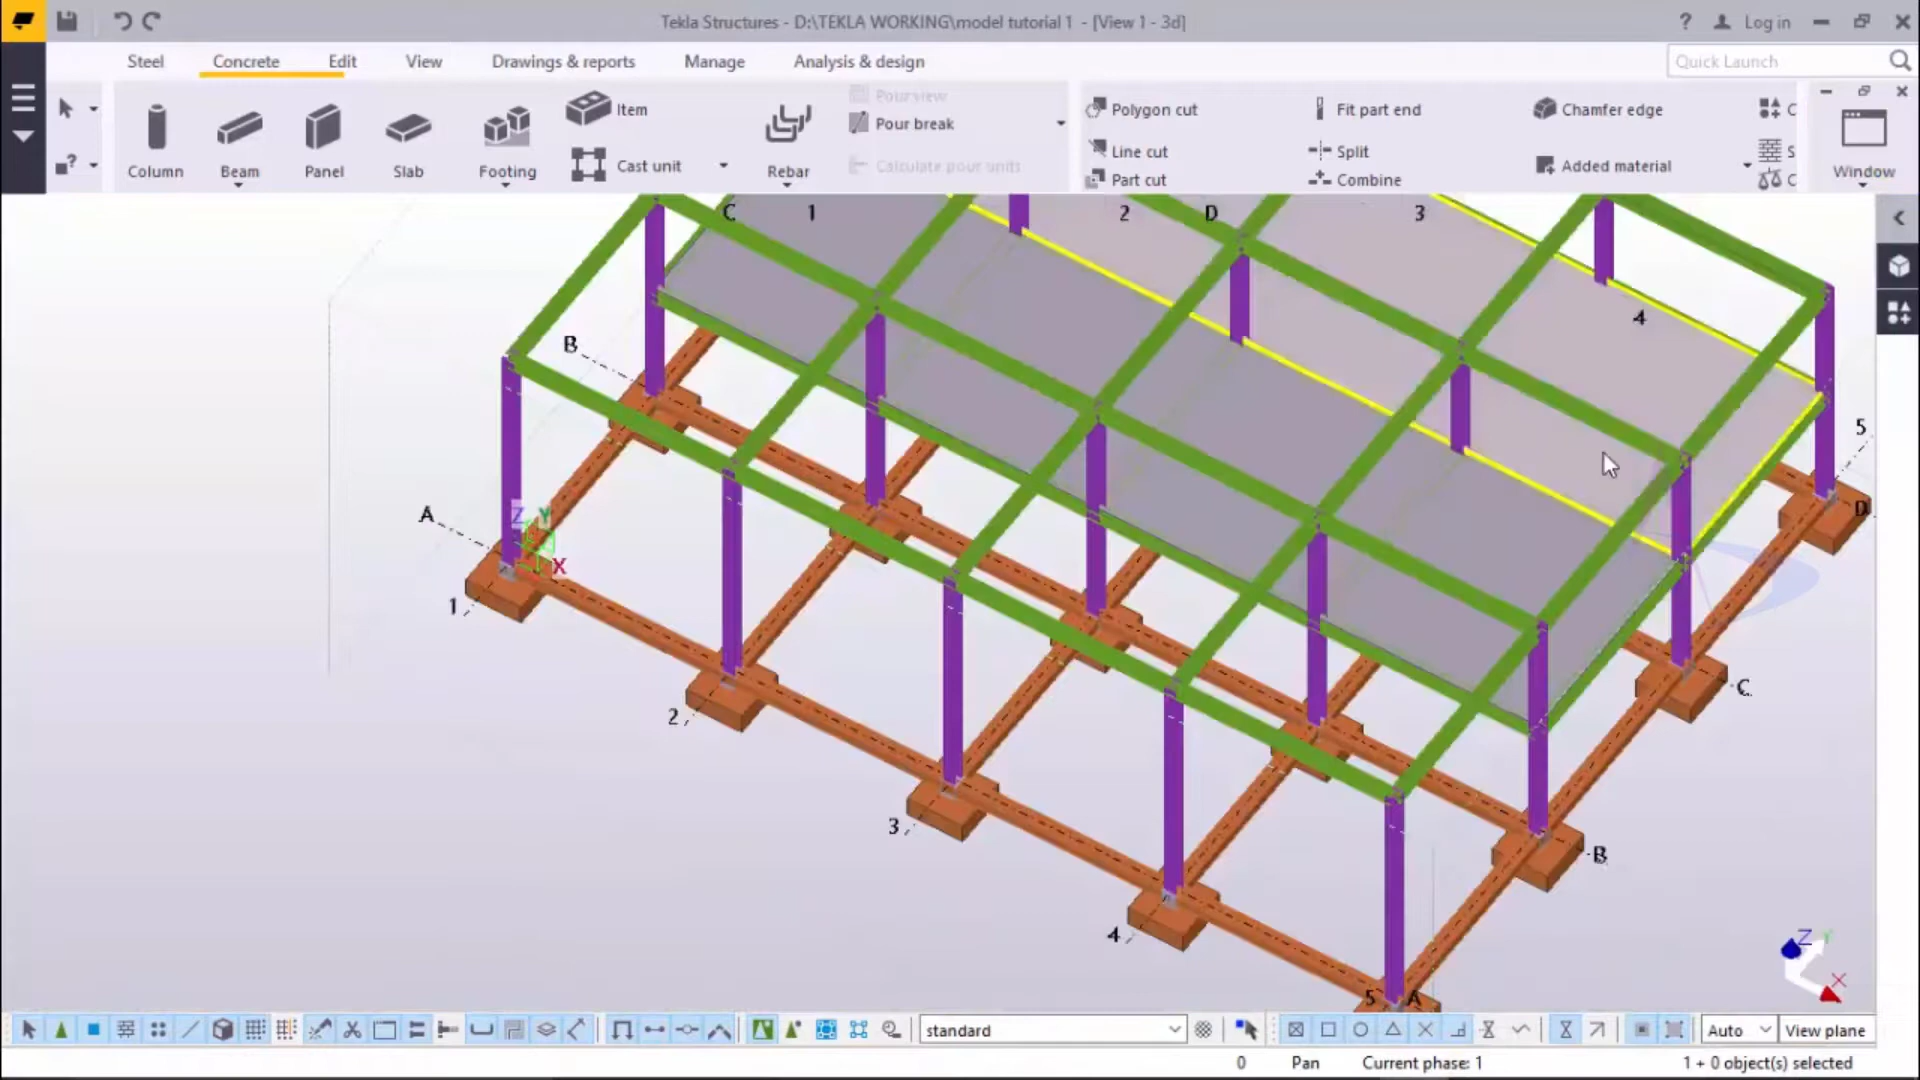 Tekla Structures - D:\TEKLA WORKING\model tutorial 1 - [View 1 - 3d]
? Log in
Steel Concrete Edit View Drawings & reports Manage Analysis & design
Quick Launch
Column
Beam
Panel
Slab
Footing
Item
Cast unit
Rebar
Pour view
Pour break
Calculate pour units
Polygon cut
Line cut
Part cut
Fit part end
Split
Combine
Chamfer edge
Added material
C
S
C
Window
C 1 2 D 3
4
B
5
A
D
Z Y
X
1
C
2
3
B
4
5 A
Z Y
X
standard
Auto
View plane
0 Pan Current phase: 1 1 + 0 object(s) selected